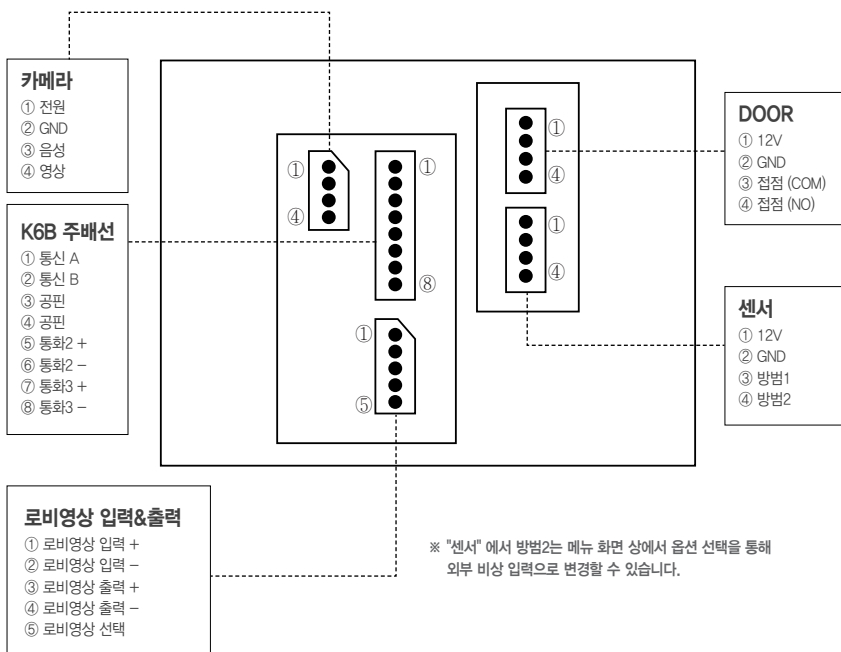 카메라
① 전원
② GND
③ 음성
④ 영상
K6B 주배선
① 통신 A
② 통신 B
③ 공핀
④ 공핀
⑤ 통화2 +
⑥ 통화2 −
⑦ 통화3 +
⑧ 통화3 −
①
④
①
⑧
①
⑤
①
④
①
④
DOOR
① 12V
② GND
③ 접점 (COM)
④ 접점 (NO)
센서
① 12V
② GND
③ 방범1
④ 방범2
로비영상 입력&출력
① 로비영상 입력 +
② 로비영상 입력 −
③ 로비영상 출력 +
④ 로비영상 출력 −
⑤ 로비영상 선택
※ "센서" 에서 방범2는 메뉴 화면 상에서 옵션 선택을 통해
외부 비상 입력으로 변경할 수 있습니다.